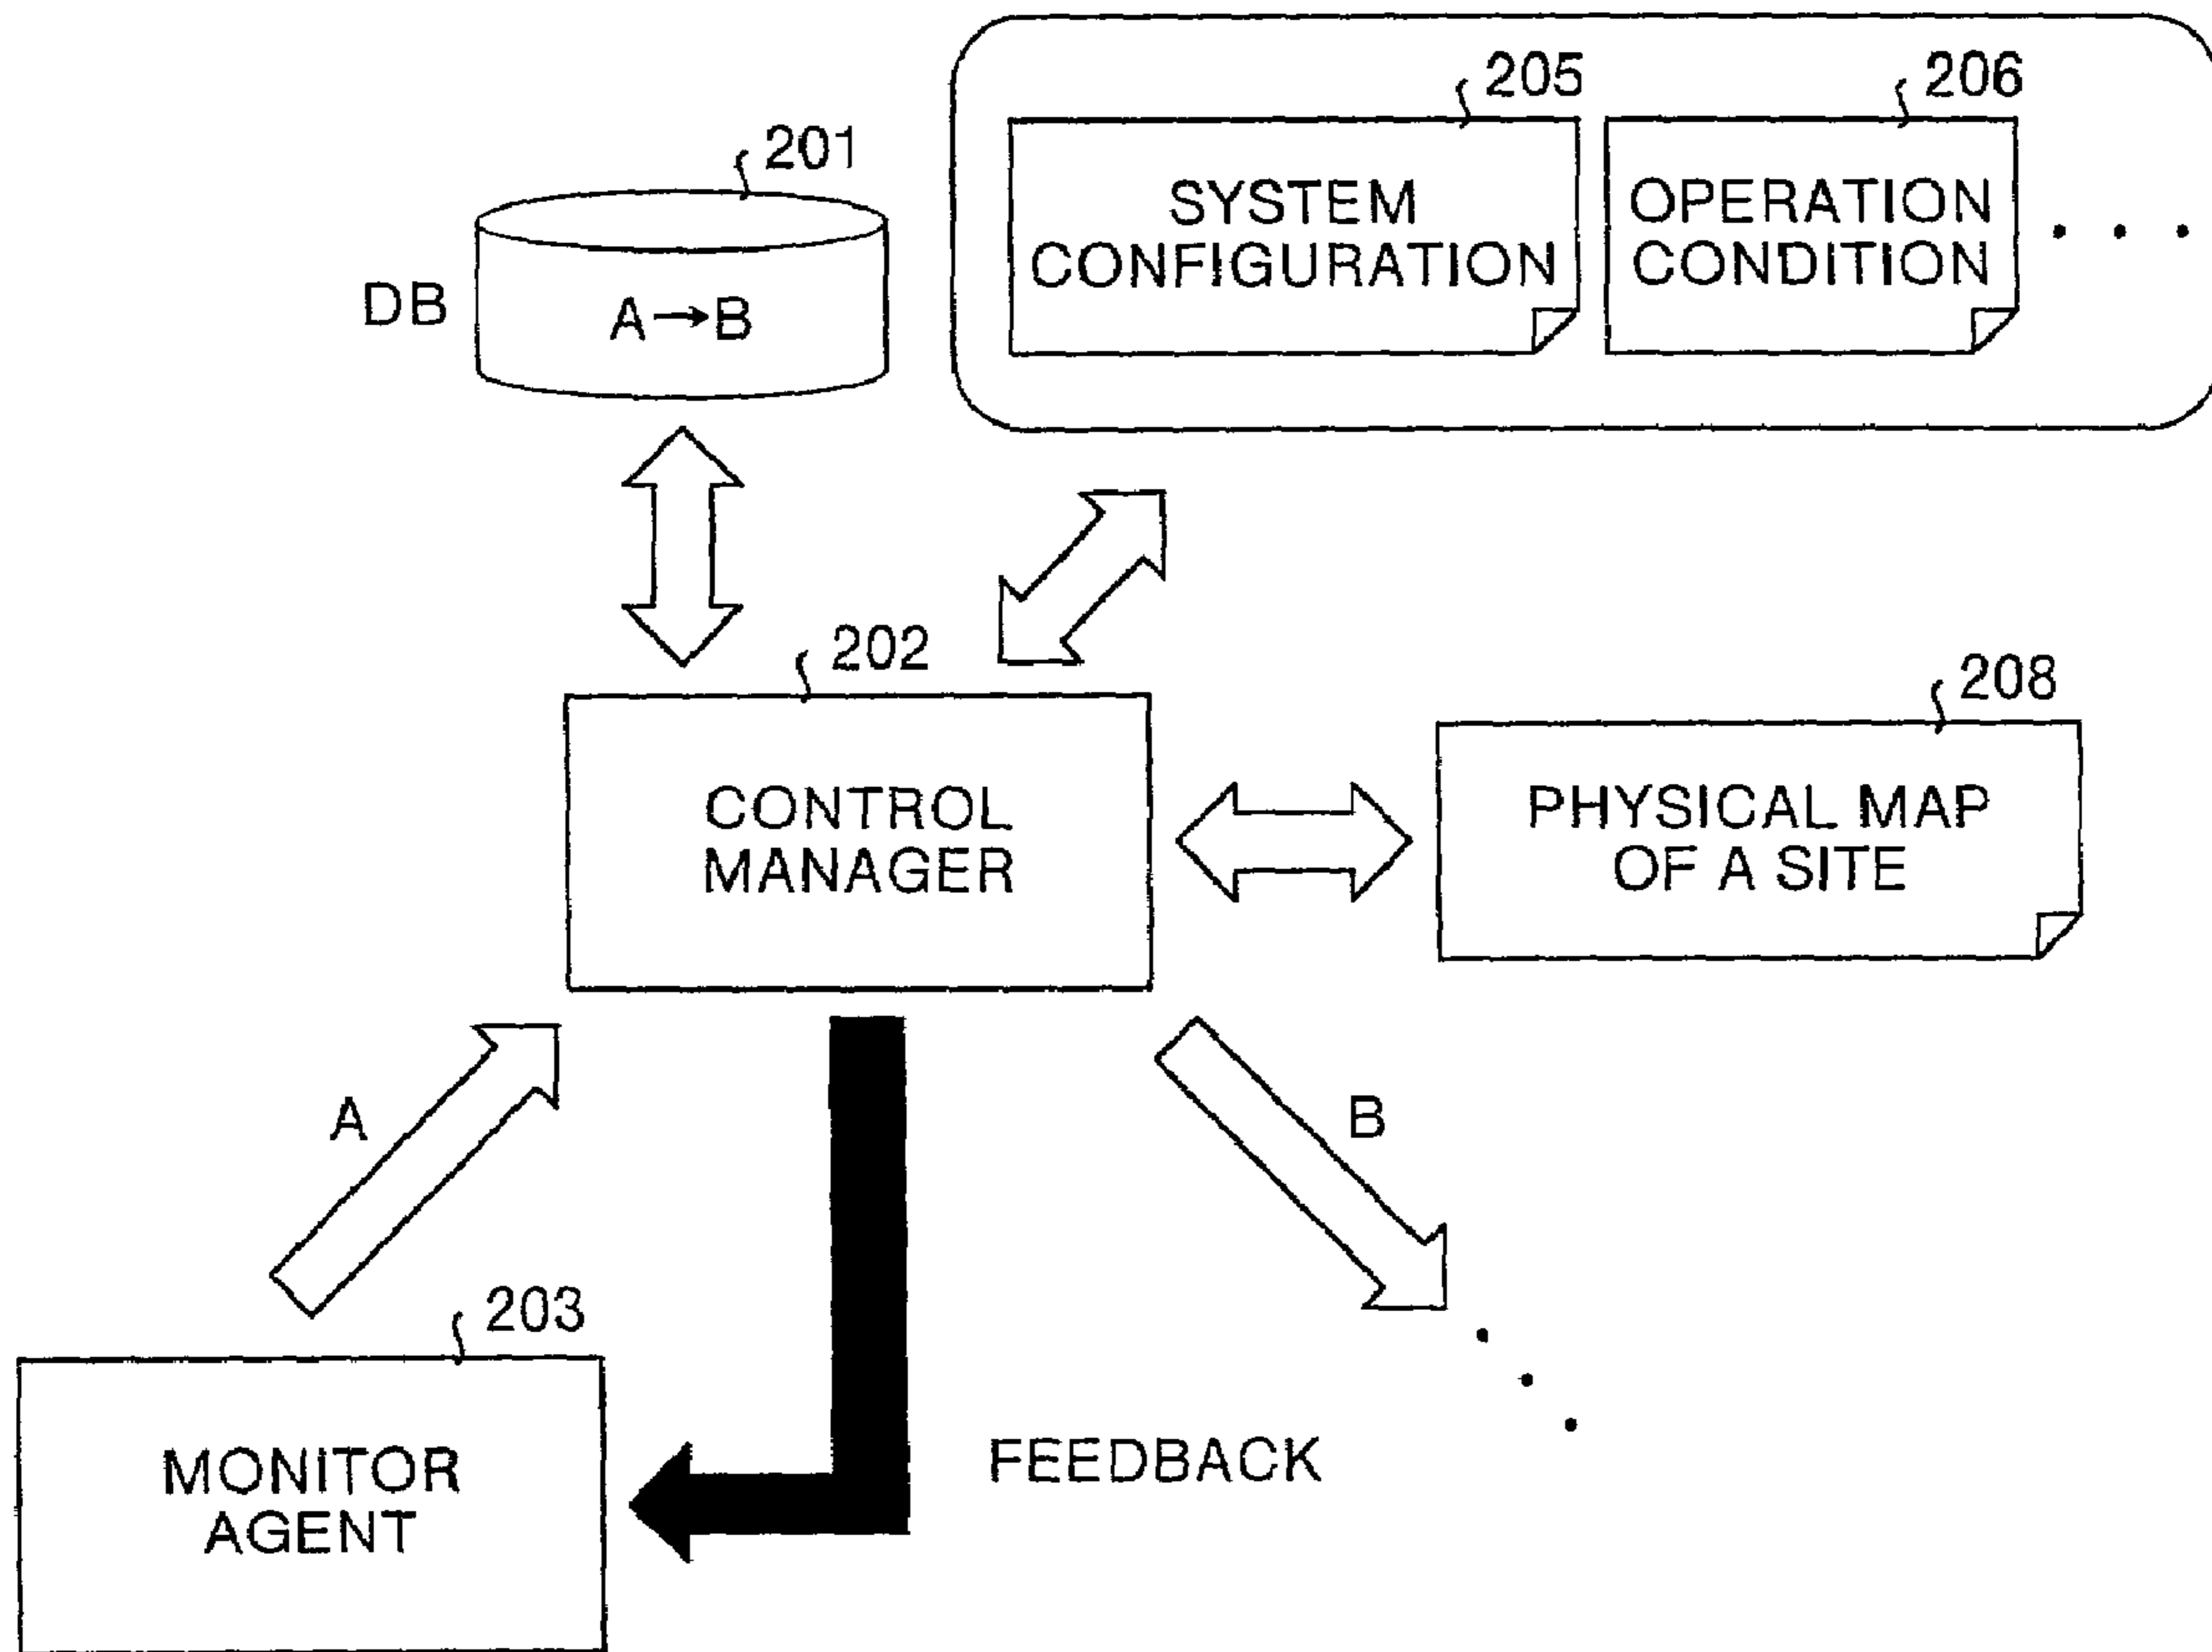 205
206
201
SYSTEM
CONFIGURATION
OPERATION
CONDITION
. . .
DB
A→B
202
208
CONTROL
MANAGER
PHYSICAL MAP
OF A SITE
A
B
203
FEEDBACK
MONITOR
AGENT